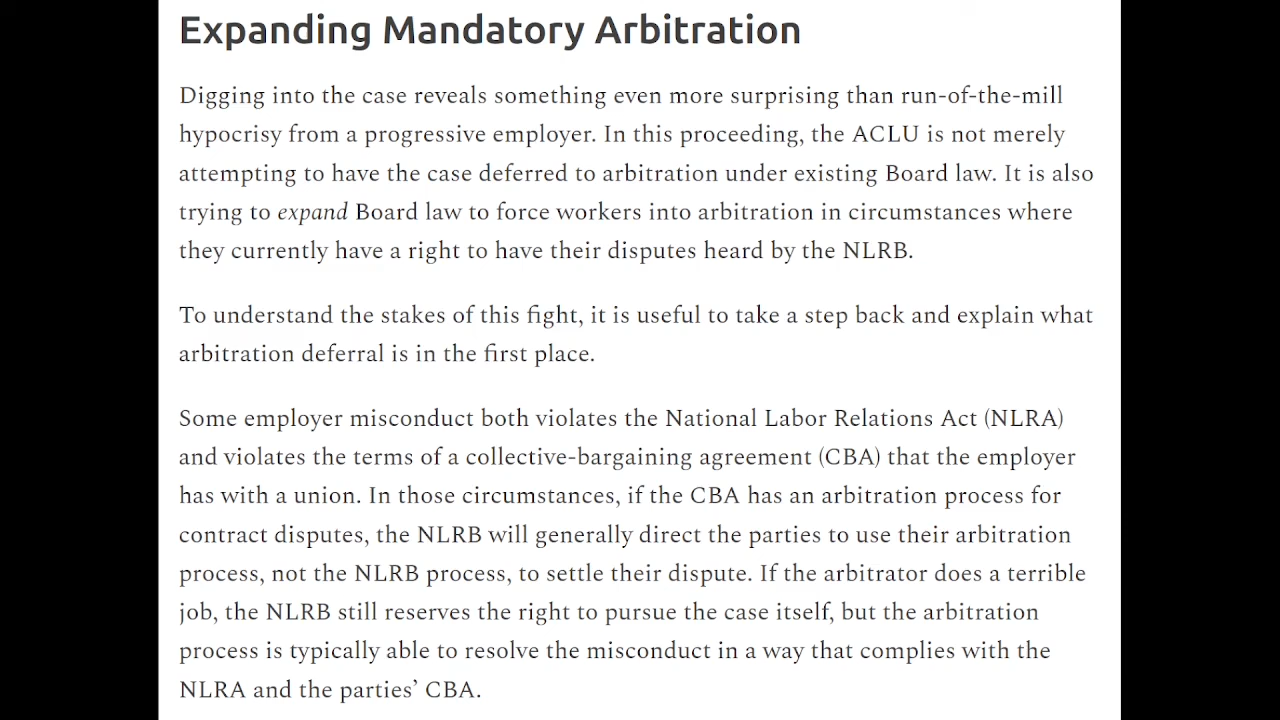 Expanding Mandatory Arbitration
Digging into the case reveals something even more surprising than run-of-the-mill
hypocrisy from a progressive employer. In this proceeding, the ACLU is not merely
attempting to have the case deferred to arbitration under existing Board law. It is also
trying to expand Board law to force workers into arbitration in circumstances where
they currently have a right to have their disputes heard by the NLRB.
To understand the stakes of this fight, it is useful to take a step back and explain what
arbitration deferral is in the first place.
Some employer misconduct both violates the National Labor Relations Act (NLRA)
and violates the terms of a collective-bargaining agreement (CBA) that the employer
has with a union. In those circumstances, if the CBA has an arbitration process for
contract disputes, the NLRB will generally direct the parties to use their arbitration
process, not the NLRB process, to settle their dispute. If the arbitrator does a terrible
job, the NLRB still reserves the right to pursue the case itself, but the arbitration
process is typically able to resolve the misconduct in a way that complies with the
NLRA and the parties’ CBA.